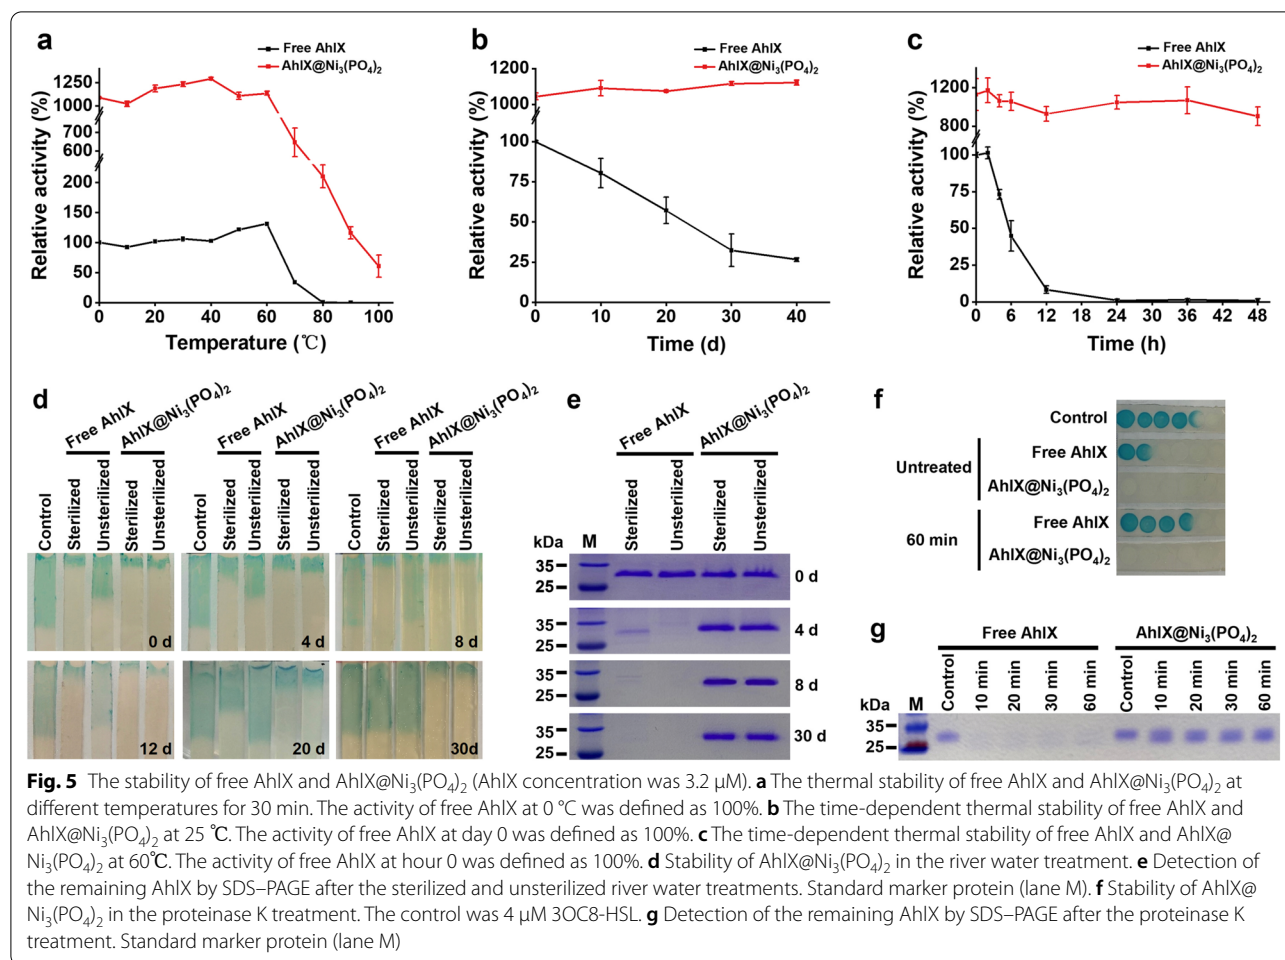 a
Free AhlX
AhlX@Ni3(PO4)2
Relative activity (%)
1250
1000
700
600
200
150
100
50
0
0 20 40 60 80 100
Temperature (℃)
b
Free AhlX
AhlX@Ni3(PO4)2
Relative activity (%)
1200
1000
100
75
50
25
0
0 10 20 30 40
Time (d)
c
Free AhlX
AhlX@Ni3(PO4)2
Relative activity (%)
1200
800
100
75
50
25
0
0 6 12 18 24 30 36 42 48
Time (h)
d
Free AhlX
AhlX@Ni3(PO4)2
Free AhlX
AhlX@Ni3(PO4)2
Free AhlX
AhlX@Ni3(PO4)2
Control
Sterilized
Unsterilized
Sterilized
Unsterilized
Control
Sterilized
Unsterilized
Sterilized
Unsterilized
Control
Sterilized
Unsterilized
Sterilized
Unsterilized
0 d
4 d
8 d
12 d
20 d
30d
e
Free AhlX
AhlX@Ni3(PO4)2
Sterilized
Unsterilized
Sterilized
Unsterilized
kDa M
35
25
0 d
35
25
4 d
35
25
8 d
35
25
30 d
f
Control
Untreated
Free AhlX
AhlX@Ni3(PO4)2
60 min
Free AhlX
AhlX@Ni3(PO4)2
g
Free AhlX
AhlX@Ni3(PO4)2
Control
10 min
20 min
30 min
60 min
Control
10 min
20 min
30 min
60 min
kDa M
35
25
Fig. 5 The stability of free AhlX and AhlX@Ni3(PO4)2 (AhlX concentration was 3.2 μM). a The thermal stability of free AhlX and AhlX@Ni3(PO4)2 at
different temperatures for 30 min. The activity of free AhlX at 0 °C was defined as 100%. b The time-dependent thermal stability of free AhlX and
AhlX@Ni3(PO4)2 at 25 ℃. The activity of free AhlX at day 0 was defined as 100%. c The time-dependent thermal stability of free AhlX and AhlX@
Ni3(PO4)2 at 60℃. The activity of free AhlX at hour 0 was defined as 100%. d Stability of AhlX@Ni3(PO4)2 in the river water treatment. e Detection of
the remaining AhlX by SDS–PAGE after the sterilized and unsterilized river water treatments. Standard marker protein (lane M). f Stability of AhlX@
Ni3(PO4)2 in the proteinase K treatment. The control was 4 μM 3OC8-HSL. g Detection of the remaining AhlX by SDS–PAGE after the proteinase K
treatment. Standard marker protein (lane M)